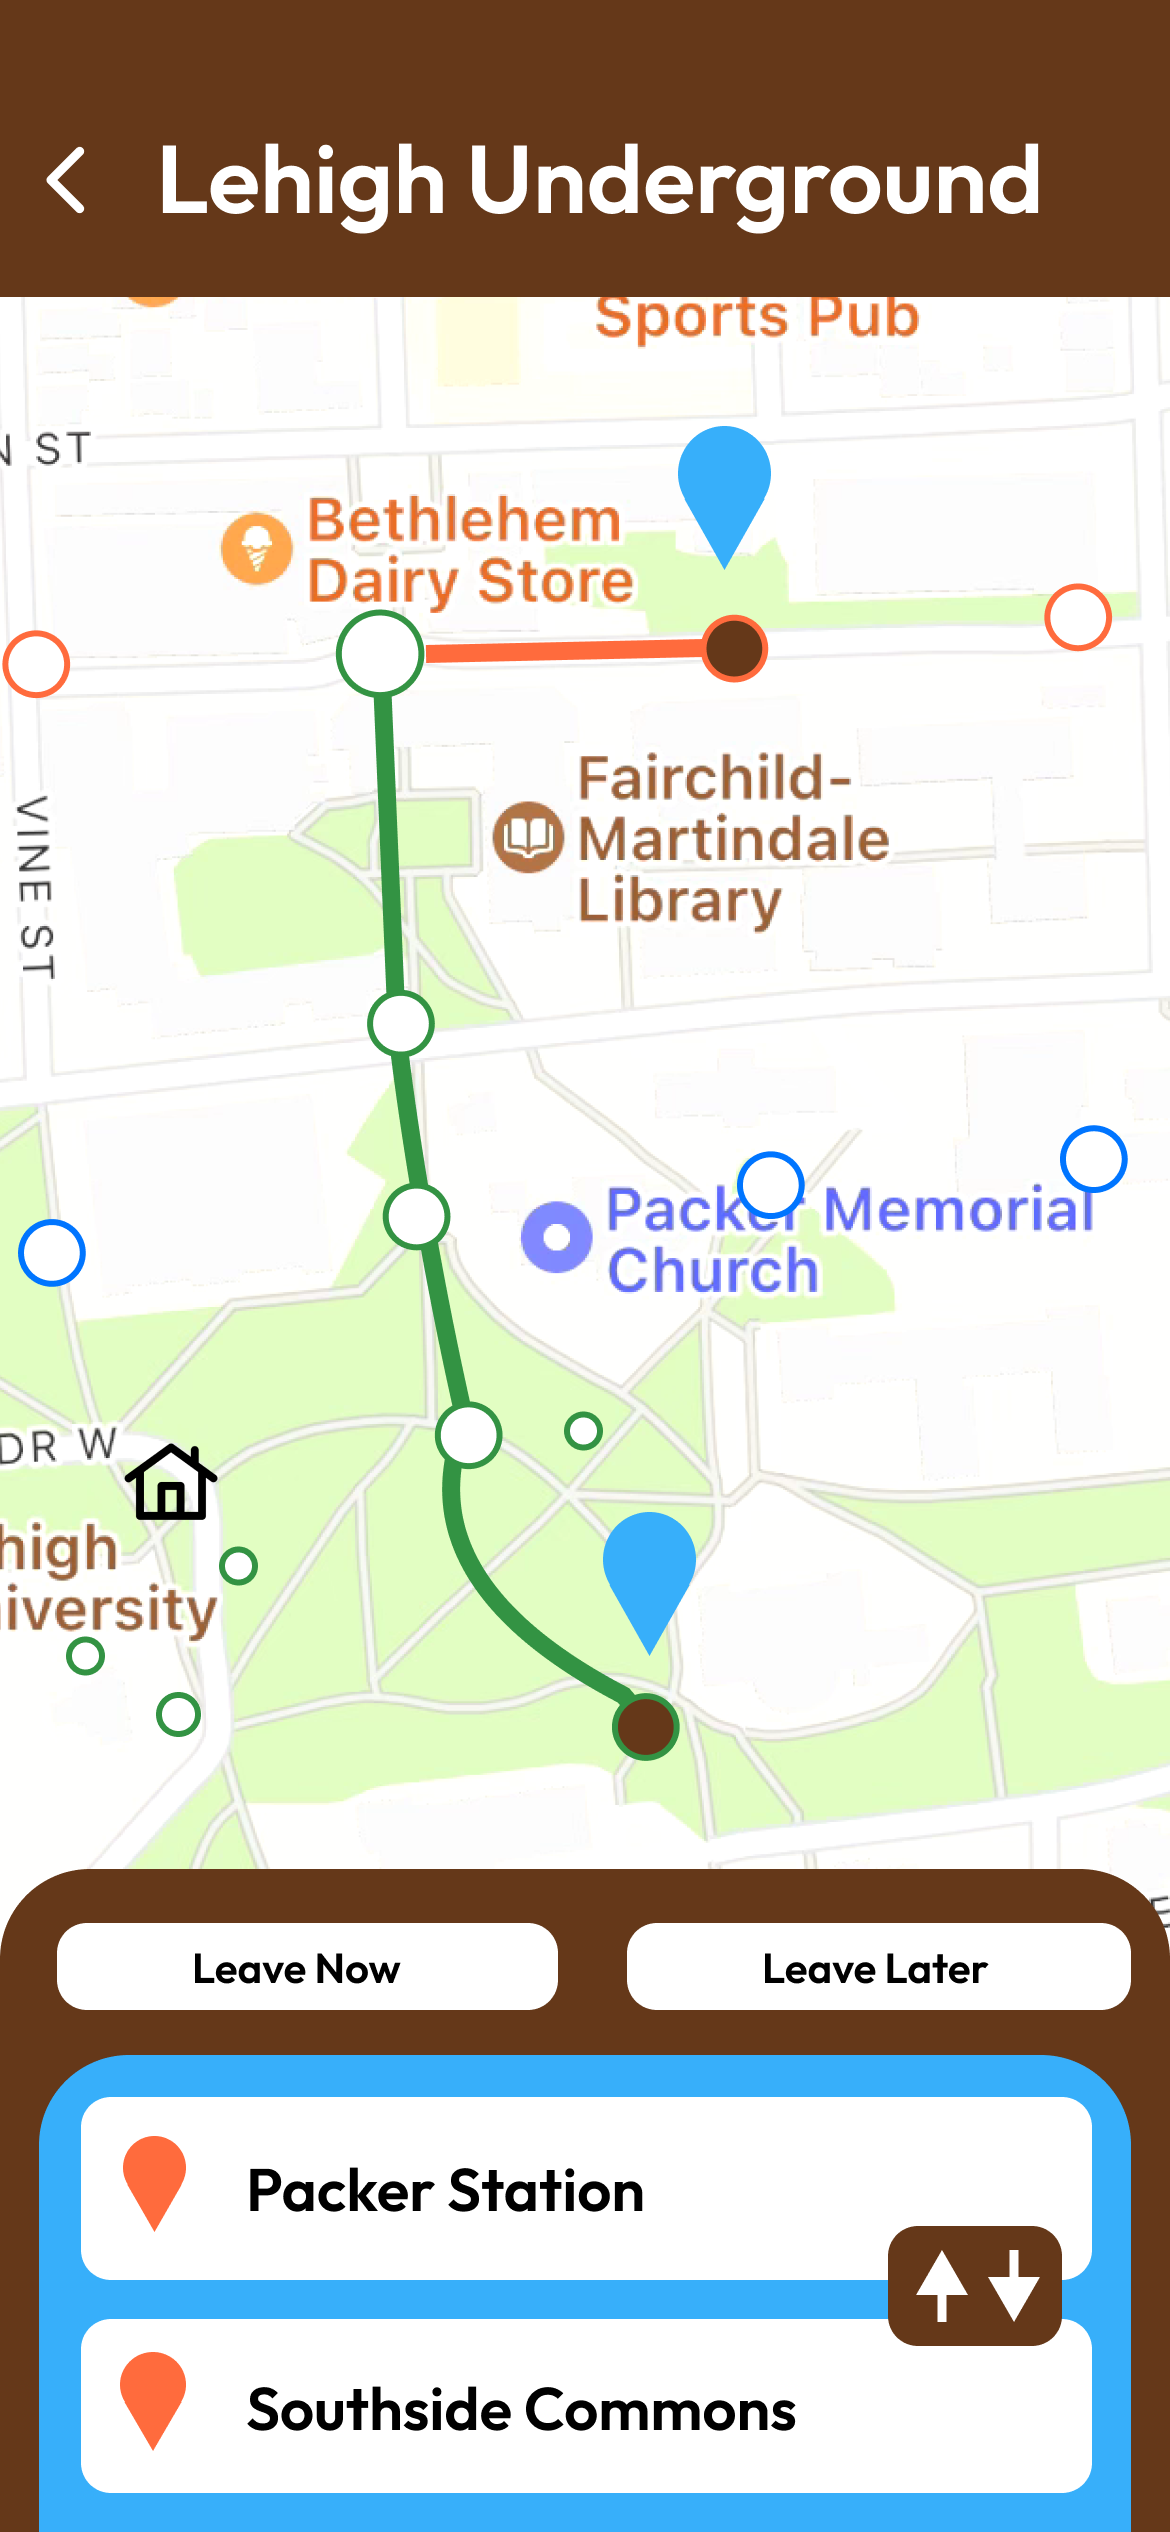 Lehigh Underground
Sports Pub
ST
Bethlehem
Dairy Store
Fairchild-
Martindale
Library
VINE ST
Packer Memorial
Church
DR W
high
iversity
Leave Now
Leave Later
Packer Station
Southside Commons